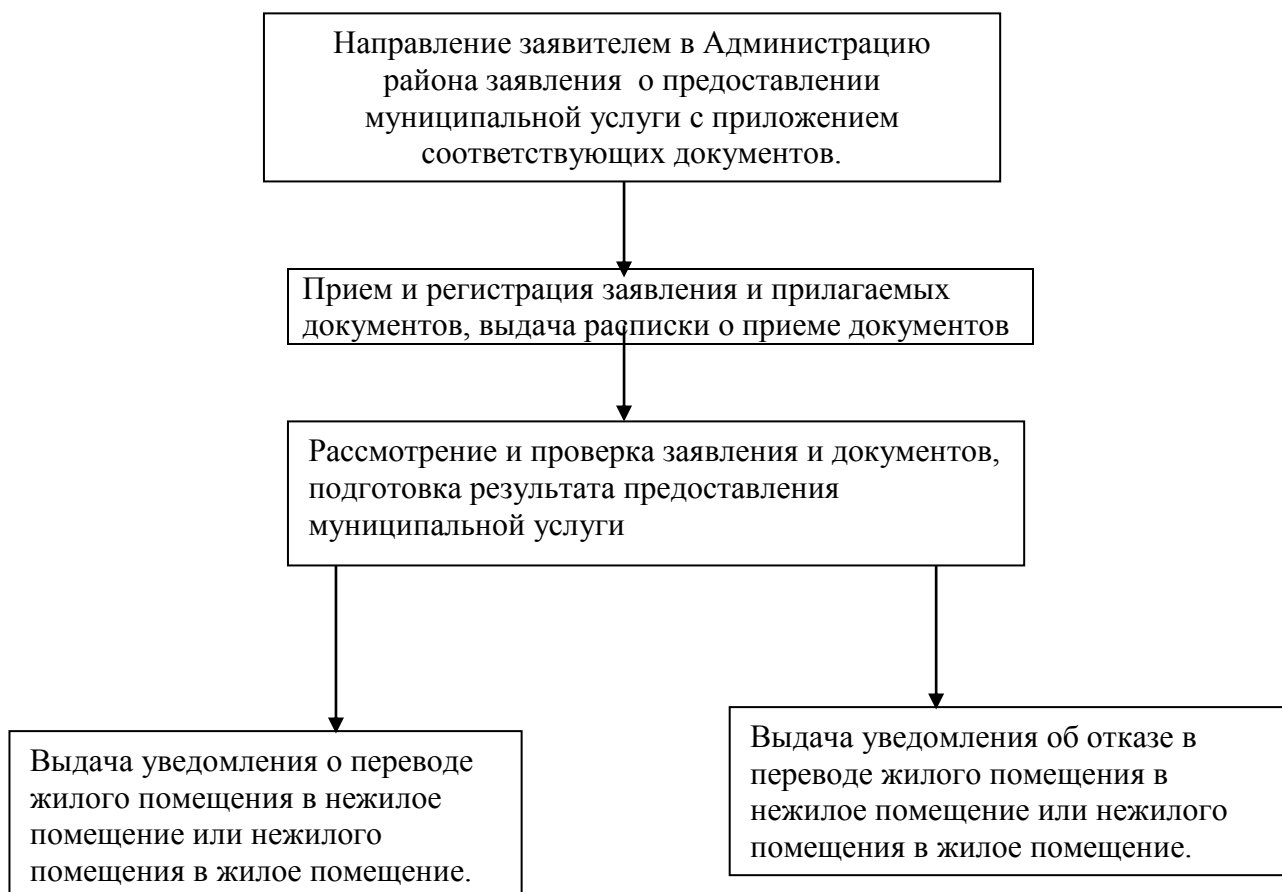 Направление заявителем в Администрацию
района заявления о предоставлении
муниципальной услуги с приложением
соответствующих документов.
Прием и регистрация заявления и прилагаемых
документов, выдача расписки о приеме документов
Рассмотрение и проверка заявления и документов,
подготовка результата предоставления
муниципальной услуги
Выдача уведомления о переводе
жилого помещения в нежилое
помещение или нежилого
помещения в жилое помещение.
Выдача уведомления об отказе в
переводе жилого помещения в
нежилое помещение или нежилого
помещения в жилое помещение.